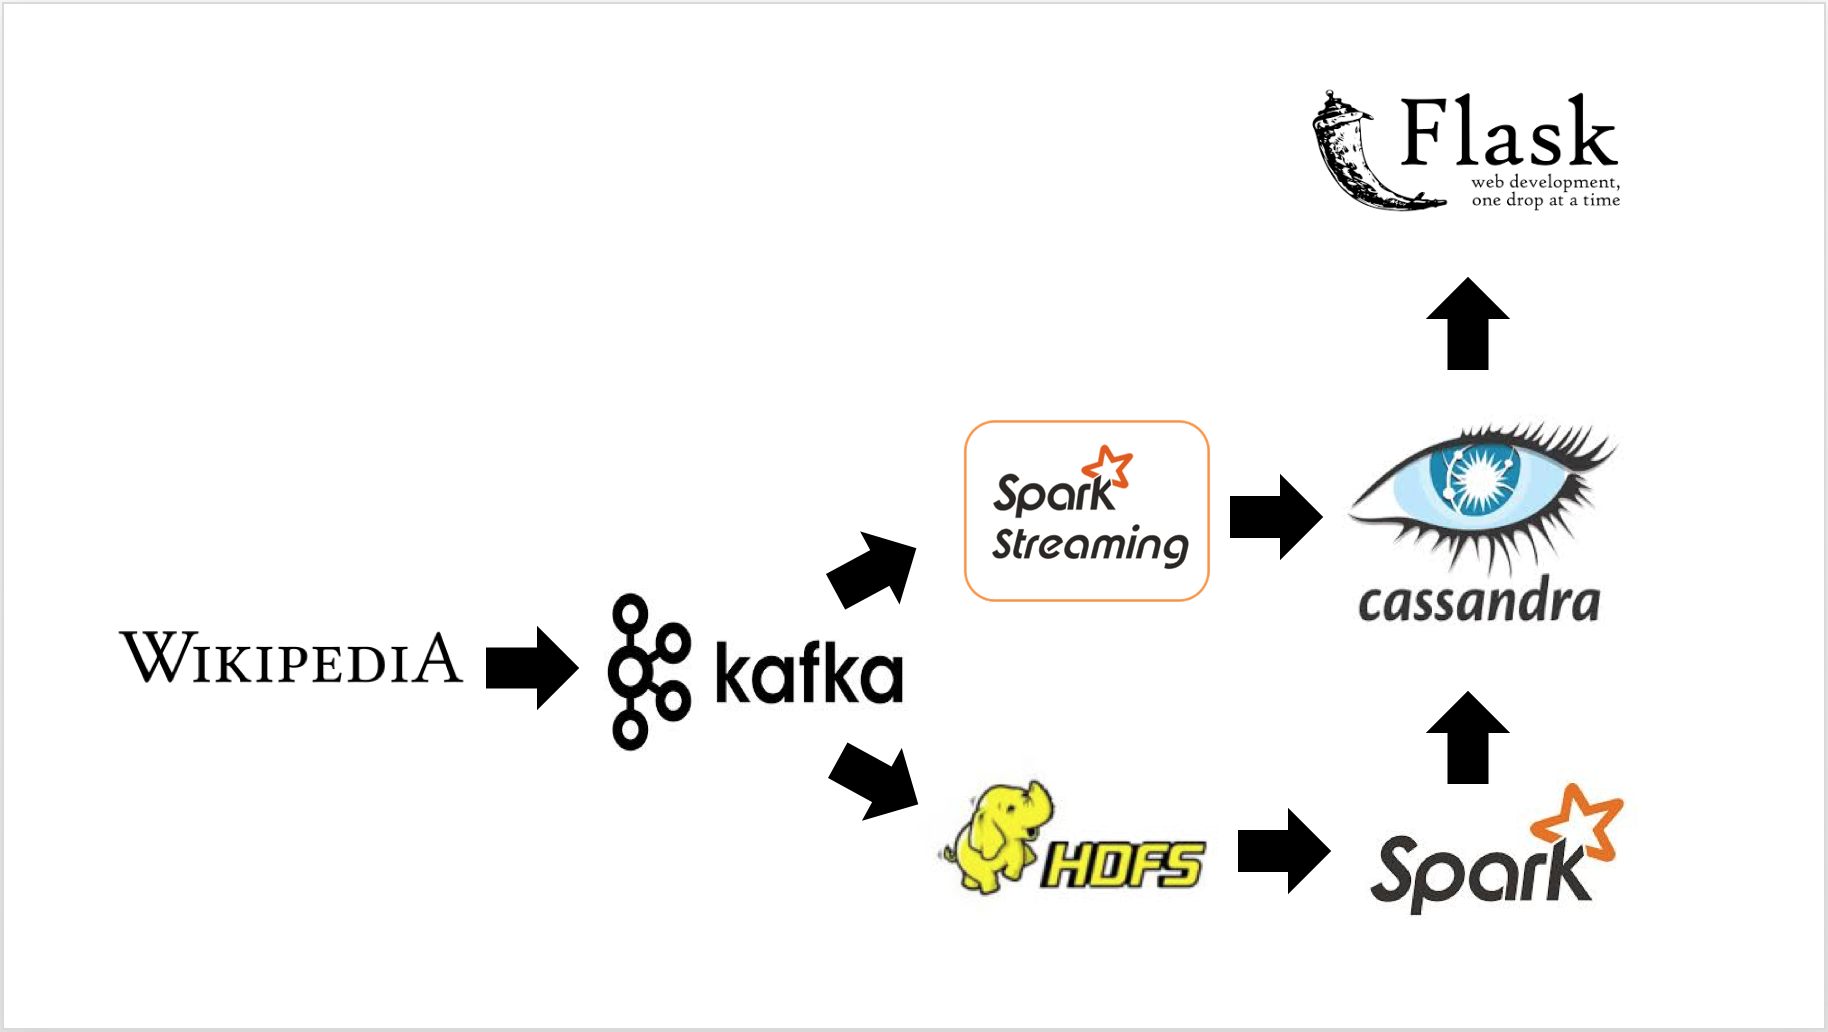 Flask
web development,
one drop at a time
Spark
Streaming
cassandra
WIKIPEDIA
kafka
HDFS
Spark